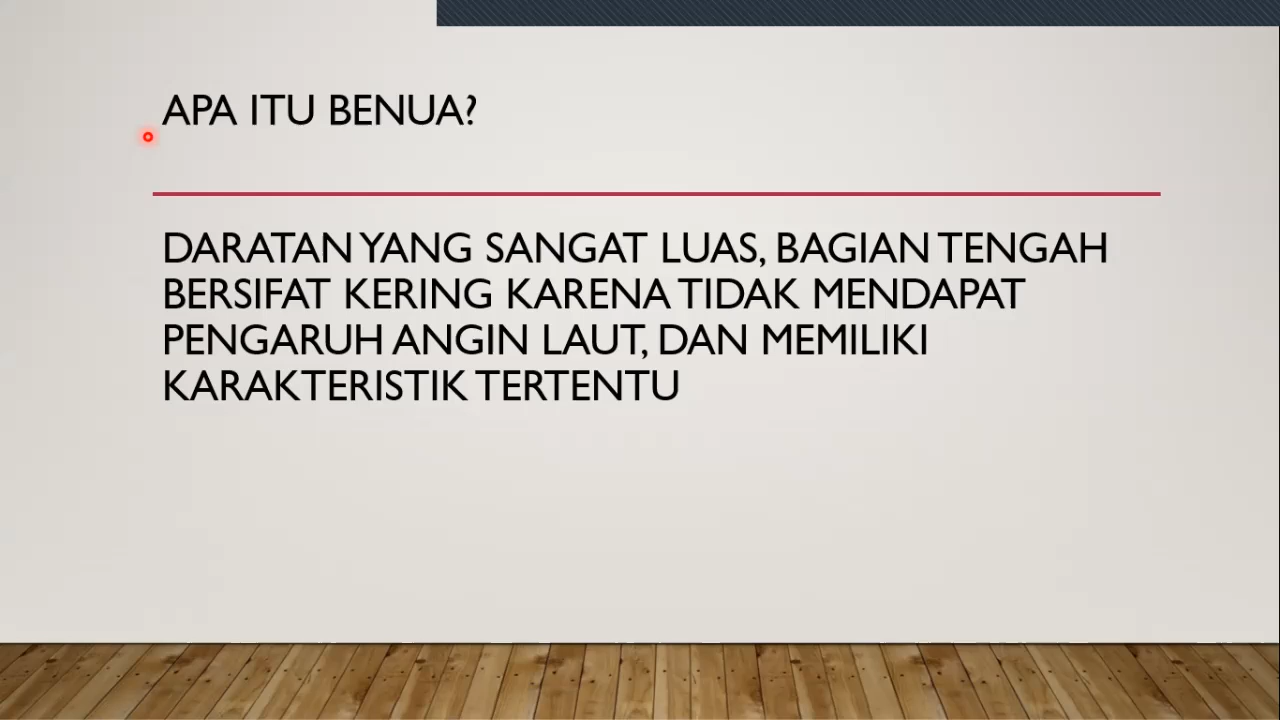 APA ITU BENUA?
DARATAN YANG SANGAT LUAS, BAGIAN TENGAH
BERSIFAT KERING KARENA TIDAK MENDAPAT
PENGARUH ANGIN LAUT, DAN MEMILIKI
KARAKTERISTIK TERTENTU